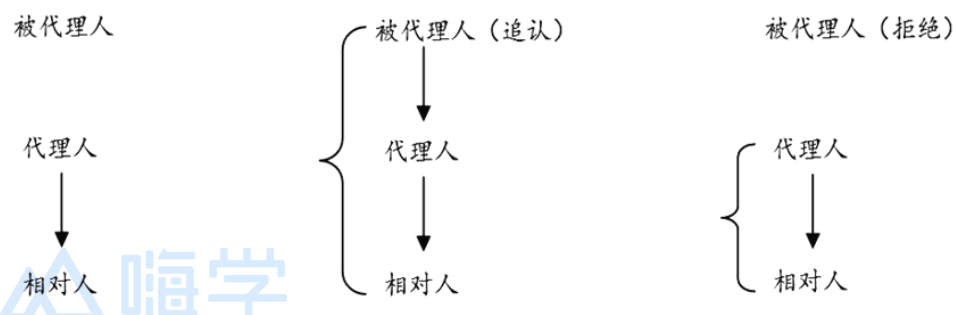 被代理人
被代理人（追认）
被代理人（拒绝）
代理人
代理人
代理人
相对人
相对人
相对人
嗨学